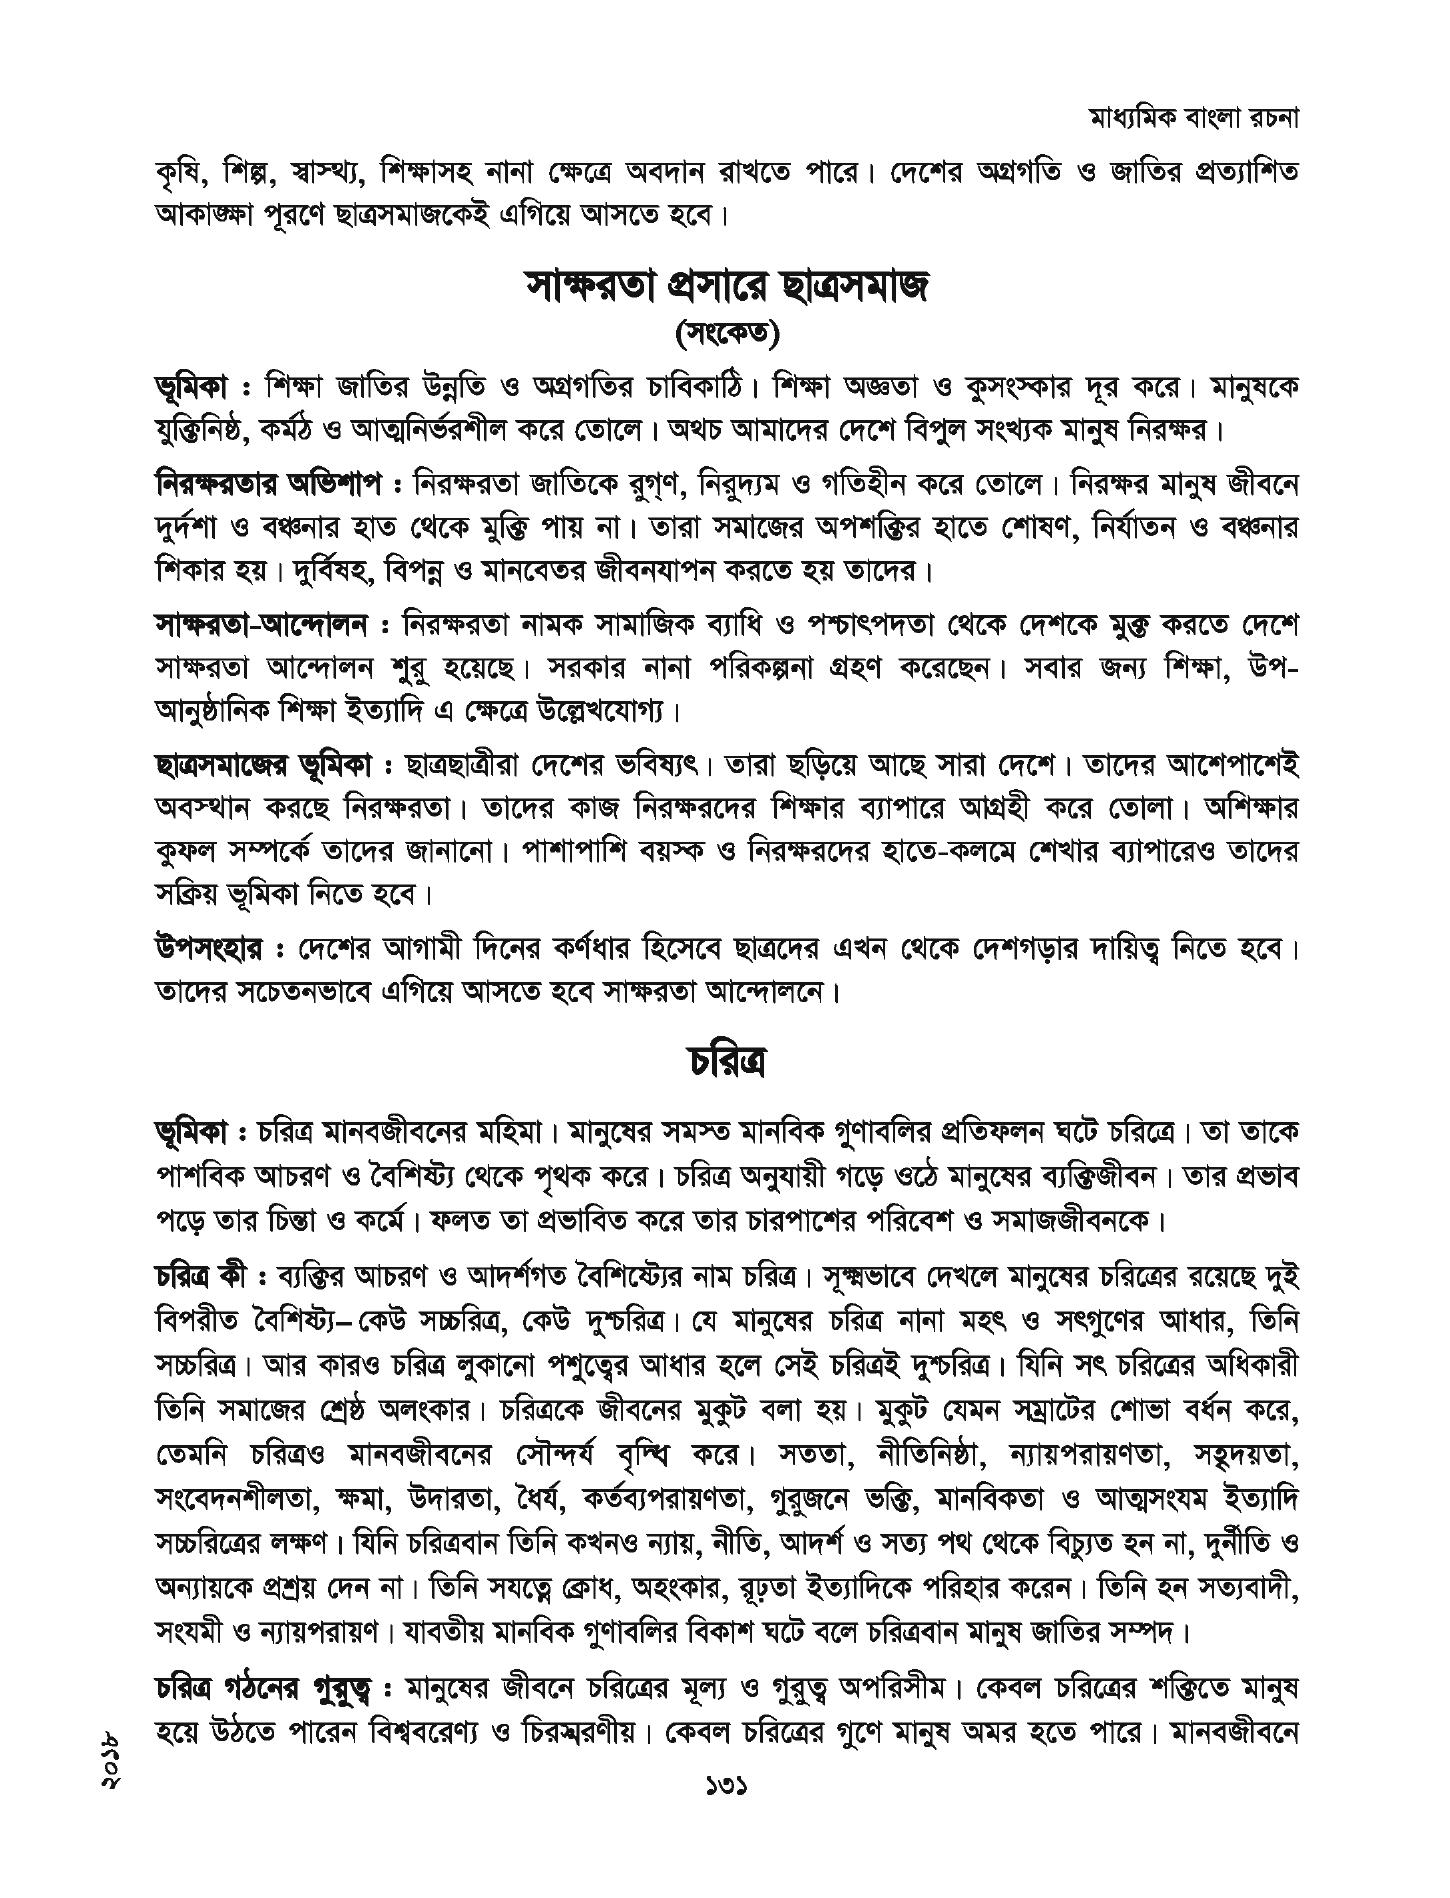 মাধ্যমিক বাংলা রচনা
কৃষি, শিল্প, স্বাস্থ্য, শিক্ষাসহ নানা ক্ষেত্রে অবদান রাখতে পারে। দেশের অগ্রগতি ও জাতির প্রত্যাশিত
আকাঙ্ক্ষা পূরণে ছাত্রসমাজকেই এগিয়ে আসতে হবে।
সাক্ষরতা প্রসারে ছাত্রসমাজ
(সংকেত)
ভূমিকা : শিক্ষা জাতির উন্নতি ও অগ্রগতির চাবিকাঠি। শিক্ষা অজ্ঞতা ও কুসংস্কার দূর করে। মানুষকে
যুক্তিনিষ্ঠ, কর্মঠ ও আত্মনির্ভরশীল করে তোলে। অথচ আমাদের দেশে বিপুল সংখ্যক মানুষ নিরক্ষর।
নিরক্ষরতার অভিশাপ : নিরক্ষরতা জাতিকে রুগ্‌ণ, নিরুদ্যম ও গতিহীন করে তোলে। নিরক্ষর মানুষ জীবনে
দুর্দশা ও বঞ্চনার হাত থেকে মুক্তি পায় না। তারা সমাজের অপশক্তির হাতে শোষণ, নির্যাতন ও বঞ্চনার
শিকার হয়। দুর্বিষহ, বিপন্ন ও মানবেতর জীবনযাপন করতে হয় তাদের।
সাক্ষরতা-আন্দোলন : নিরক্ষরতা নামক সামাজিক ব্যাধি ও পশ্চাৎপদতা থেকে দেশকে মুক্ত করতে দেশে
সাক্ষরতা আন্দোলন শুরু হয়েছে। সরকার নানা পরিকল্পনা গ্রহণ করেছেন। সবার জন্য শিক্ষা, উপ-
আনুষ্ঠানিক শিক্ষা ইত্যাদি এ ক্ষেত্রে উল্লেখযোগ্য।
ছাত্রসমাজের ভূমিকা : ছাত্রছাত্রীরা দেশের ভবিষ্যৎ। তারা ছড়িয়ে আছে সারা দেশে। তাদের আশেপাশেই
অবস্থান করছে নিরক্ষরতা। তাদের কাজ নিরক্ষরদের শিক্ষার ব্যাপারে আগ্রহী করে তোলা। অশিক্ষার
কুফল সম্পর্কে তাদের জানানো। পাশাপাশি বয়স্ক ও নিরক্ষরদের হাতে-কলমে শেখার ব্যাপারেও তাদের
সক্রিয় ভূমিকা নিতে হবে।
উপসংহার : দেশের আগামী দিনের কর্ণধার হিসেবে ছাত্রদের এখন থেকে দেশগড়ার দায়িত্ব নিতে হবে।
তাদের সচেতনভাবে এগিয়ে আসতে হবে সাক্ষরতা আন্দোলনে।
চরিত্র
ভূমিকা : চরিত্র মানবজীবনের মহিমা। মানুষের সমস্ত মানবিক গুণাবলির প্রতিফলন ঘটে চরিত্রে। তা তাকে
পাশবিক আচরণ ও বৈশিষ্ট্য থেকে পৃথক করে। চরিত্র অনুযায়ী গড়ে ওঠে মানুষের ব্যক্তিজীবন। তার প্রভাব
পড়ে তার চিন্তা ও কর্মে। ফলত তা প্রভাবিত করে তার চারপাশের পরিবেশ ও সমাজজীবনকে।
চরিত্র কী : ব্যক্তির আচরণ ও আদর্শগত বৈশিষ্ট্যের নাম চরিত্র। সূক্ষ্মভাবে দেখলে মানুষের চরিত্রের রয়েছে দুই
বিপরীত বৈশিষ্ট্য– কেউ সচ্চরিত্র, কেউ দুশ্চরিত্র। যে মানুষের চরিত্র নানা মহৎ ও সৎগুণের আধার, তিনি
সচ্চরিত্র। আর কারও চরিত্র লুকানো পশুত্বের আধার হলে সেই চরিত্রই দুশ্চরিত্র। যিনি সৎ চরিত্রের অধিকারী
তিনি সমাজের শ্রেষ্ঠ অলংকার। চরিত্রকে জীবনের মুকুট বলা হয়। মুকুট যেমন সম্রাটের শোভা বর্ধন করে,
তেমনি চরিত্রও মানবজীবনের সৌন্দর্য বৃদ্ধি করে। সততা, নীতিনিষ্ঠা, ন্যায়পরায়ণতা, সহৃদয়তা,
সংবেদনশীলতা, ক্ষমা, উদারতা, ধৈর্য, কর্তব্যপরায়ণতা, গুরুজনে ভক্তি, মানবিকতা ও আত্মসংযম ইত্যাদি
সচ্চরিত্রের লক্ষণ। যিনি চরিত্রবান তিনি কখনও ন্যায়, নীতি, আদর্শ ও সত্য পথ থেকে বিচ্যুত হন না, দুর্নীতি ও
অন্যায়কে প্রশ্রয় দেন না। তিনি সযত্নে ক্রোধ, অহংকার, রূঢ়তা ইত্যাদিকে পরিহার করেন। তিনি হন সত্যবাদী,
সংযমী ও ন্যায়পরায়ণ। যাবতীয় মানবিক গুণাবলির বিকাশ ঘটে বলে চরিত্রবান মানুষ জাতির সম্পদ।
চরিত্র গঠনের গুরুত্ব : মানুষের জীবনে চরিত্রের মূল্য ও গুরুত্ব অপরিসীম। কেবল চরিত্রের শক্তিতে মানুষ
হয়ে উঠতে পারেন বিশ্ববরেণ্য ও চিরস্মরণীয়। কেবল চরিত্রের গুণে মানুষ অমর হতে পারে। মানবজীবনে
২০১৮
১৩১